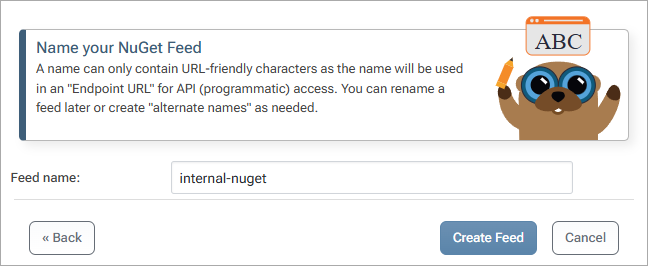 ABC
Name your NuGet Feed
A name can only contain URL-friendly characters as the name will be used
in an "Endpoint URL" for API (programmatic) access. You can rename a
feed later or create "alternate names" as needed.
Feed name:
internal-nuget
« Back
Create Feed
Cancel